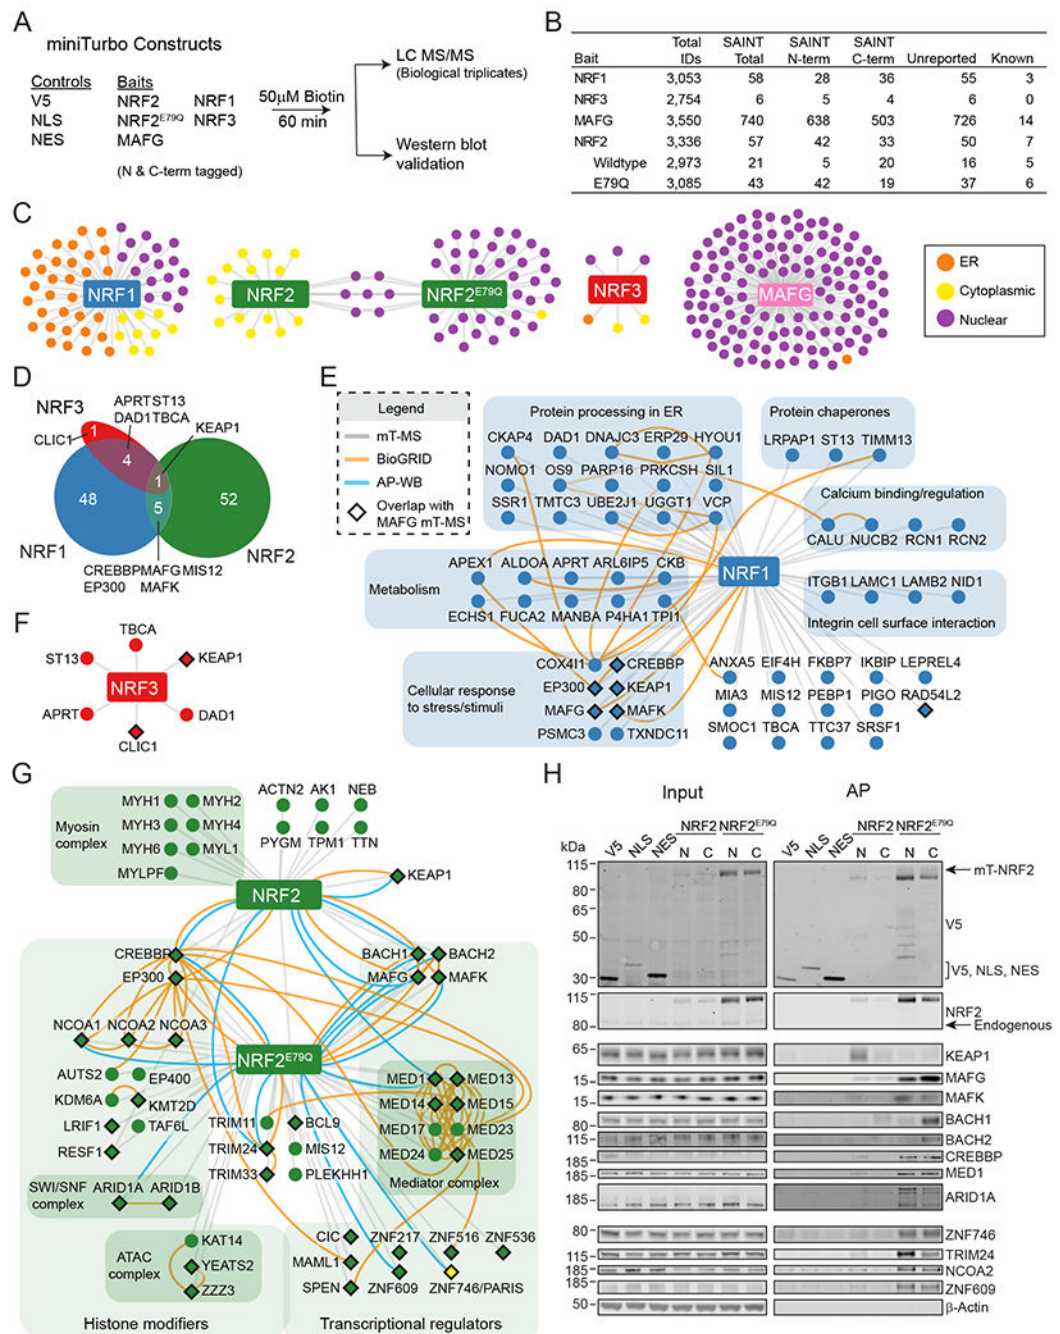 A
miniTurbo Constructs
Controls Baits
V5 NRF2 NRF1
NLS NRF2E79Q NRF3
NES MAFG
(N & C-term tagged)
50μM Biotin
60 min
LC MS/MS
(Biological triplicates)
Western blot
validation
B
Total SAINT SAINT SAINT
Bait IDs Total N-term C-term Unreported Known
NRF1 3,053 58 28 36 55 3
NRF3 2,754 6 5 4 6 0
MAFG 3,550 740 638 503 726 14
NRF2 3,336 57 42 33 50 7
Wildtype 2,973 21 5 20 16 5
E79Q 3,085 43 42 19 37 6
C
NRF1
NRF2
NRF2E79Q
NRF3
MAFG
ER
Cytoplasmic
Nuclear
D
NRF3
APRTST13
DAD1TBCA
KEAP1
CLIC1
1
4
1
48
5
52
NRF1
NRF2
CREBBPMAFGMIS12
EP300 MAFK
E
Legend
mT-MS
BioGRID
AP-WB
Overlap with
MAFG mT-MS
Protein processing in ER
CKAP4 DAD1 DNAJC3 ERP29 HYOU1
NOMO1 OS9 PARP16 PRKCSH SIL1
SSR1 TMTC3 UBE2J1 UGGT1 VCP
Protein chaperones
LRPAP1 ST13 TIMM13
Calcium binding/regulation
CALU NUCB2 RCN1 RCN2
NRF1
Metabolism
APEX1 ALDOA APRT ARL6IP5 CKB
ECHS1 FUCA2 MANBA P4HA1 TPI1
ITGB1 LAMC1 LAMB2 NID1
Integrin cell surface interaction
Cellular response
to stress/stimuli
COX4I1 CREBBP
EP300 KEAP1
MAFG MAFK
PSMC3 TXNDC11
ANXA5 EIF4H FKBP7 IKBIP LEPREL4
MIA3 MIS12 PEBP1 PIGO RAD54L2
SMOC1 TBCA TTC37 SRSF1
F
TBCA
ST13
KEAP1
NRF3
APRT
DAD1
CLIC1
G
Myosin
complex
MYH1 MYH2
MYH3 MYH4
MYH6 MYL1
MYLPF
ACTN2 AK1 NEB
PYGM TPM1 TTN
NRF2
KEAP1
CREBBP
EP300
BACH1 BACH2
MAFG MAFK
NCOA1 NCOA2 NCOA3
NRF2E79Q
AUTS2 EP400
KDM6A KMT2D
LRIF1 TAF6L
RESF1
TRIM11 BCL9
TRIM24 MIS12
TRIM33 PLEKHH1
MED1 MED13
MED14 MED15
MED17 MED23
MED24 MED25
Mediator complex
SWI/SNF
complex
ARID1A ARID1B
ATAC
complex
KAT14
YEATS2
ZZZ3
CIC ZNF217 ZNF516 ZNF536
MAML1
SPEN ZNF609 ZNF746/PARIS
Histone modifiers
Transcriptional regulators
H
Input AP
NRF2 NRF2E79Q NRF2 NRF2E79Q
kDa V5 NLS NES N C N C V5 NLS NES N C N C
115
85
65
50
30
mT-NRF2
V5
V5, NLS, NES
115
80
NRF2
Endogenous
65 KEAP1
15 MAFG
15 MAFK
80 BACH1
115 BACH2
185 CREBBP
185 MED1
185 ARID1A
80 ZNF746
115 TRIM24
185 NCOA2
185 ZNF609
50 β-Actin